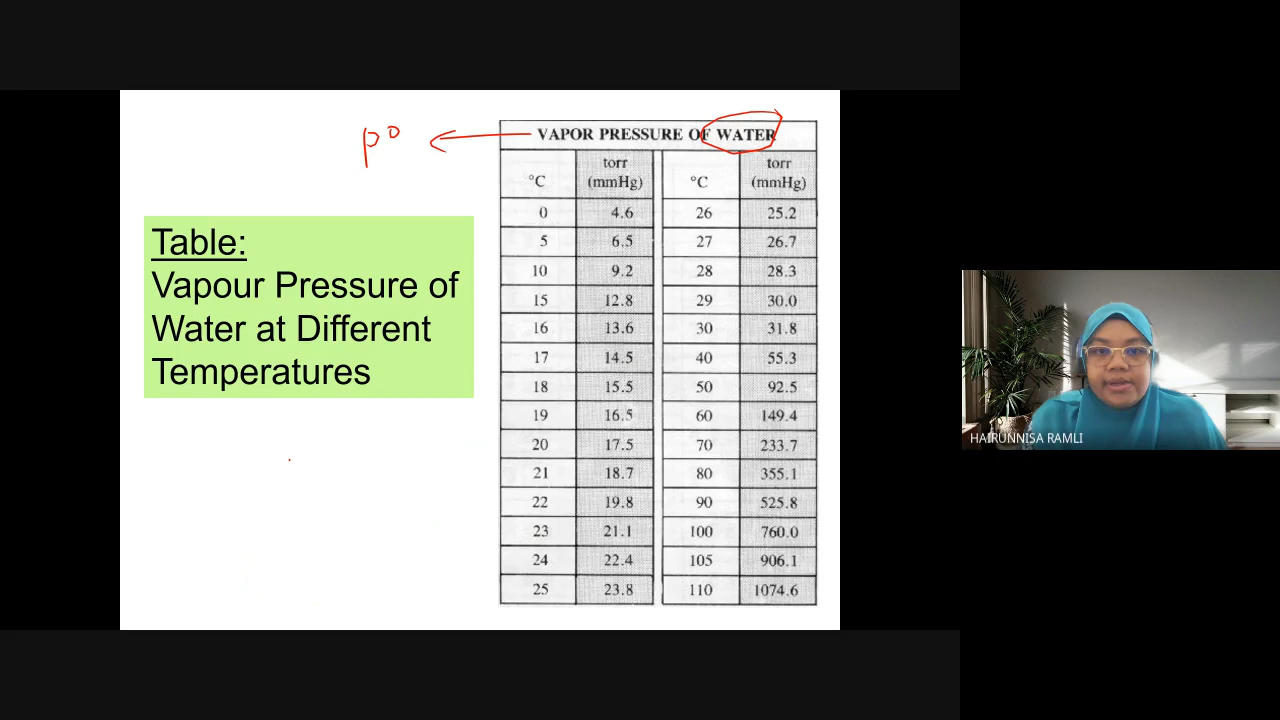 P°
VAPOR PRESSURE OF WATER
°C torr (mmHg) °C torr (mmHg)
0 4.6 26 25.2
5 6.5 27 26.7
10 9.2 28 28.3
15 12.8 29 30.0
16 13.6 30 31.8
17 14.5 40 55.3
18 15.5 50 92.5
19 16.5 60 149.4
20 17.5 70 233.7
21 18.7 80 355.1
22 19.8 90 525.8
23 21.1 100 760.0
24 22.4 105 906.1
25 23.8 110 1074.6
Table:
Vapour Pressure of
Water at Different
Temperatures
HAIRUNNISA RAMLI